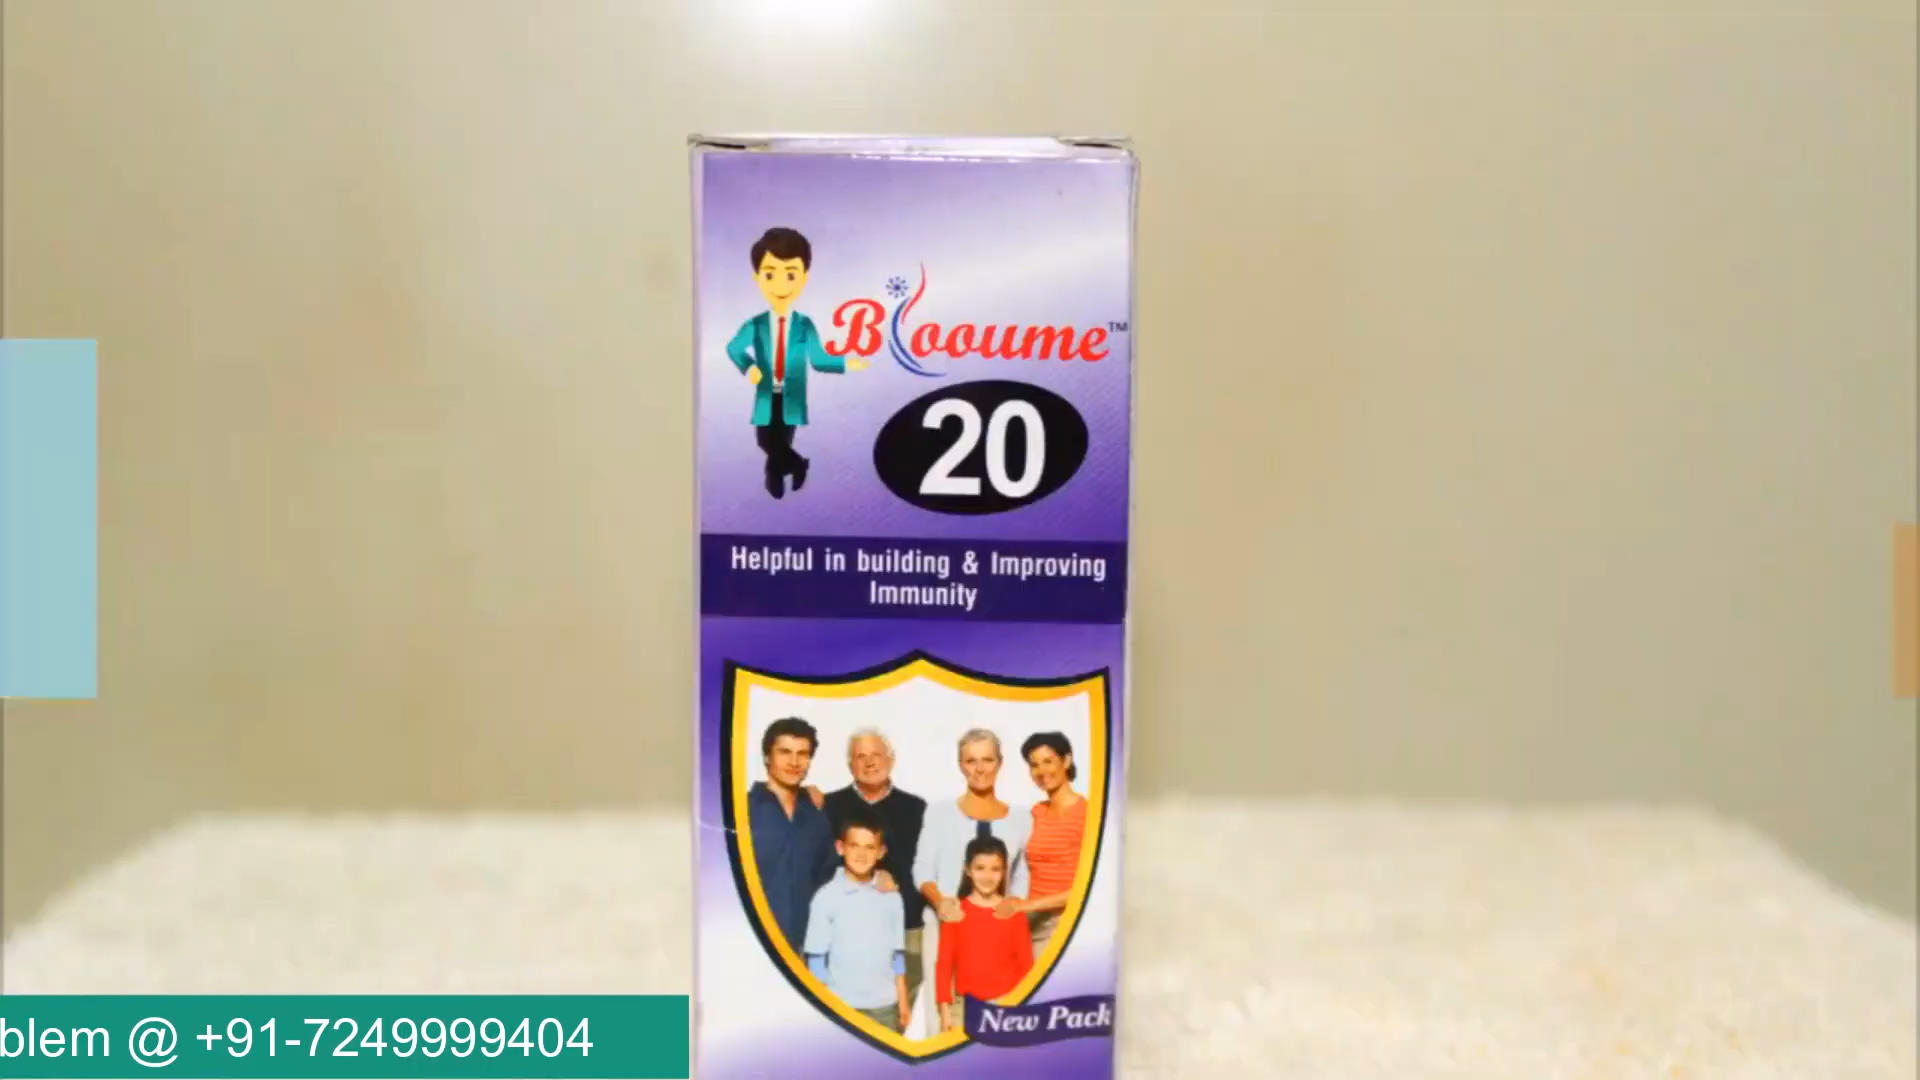 Blooume™
20
Helpful in building & Improving
Immunity
New Pack
blem @ +91-7249999404